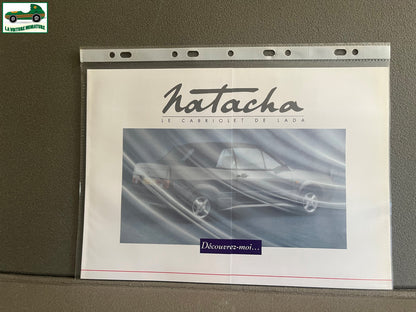 LA VOITURE MINIATURE
Natacha
LE CABRIOLET DE LADA
Découvrez-moi...